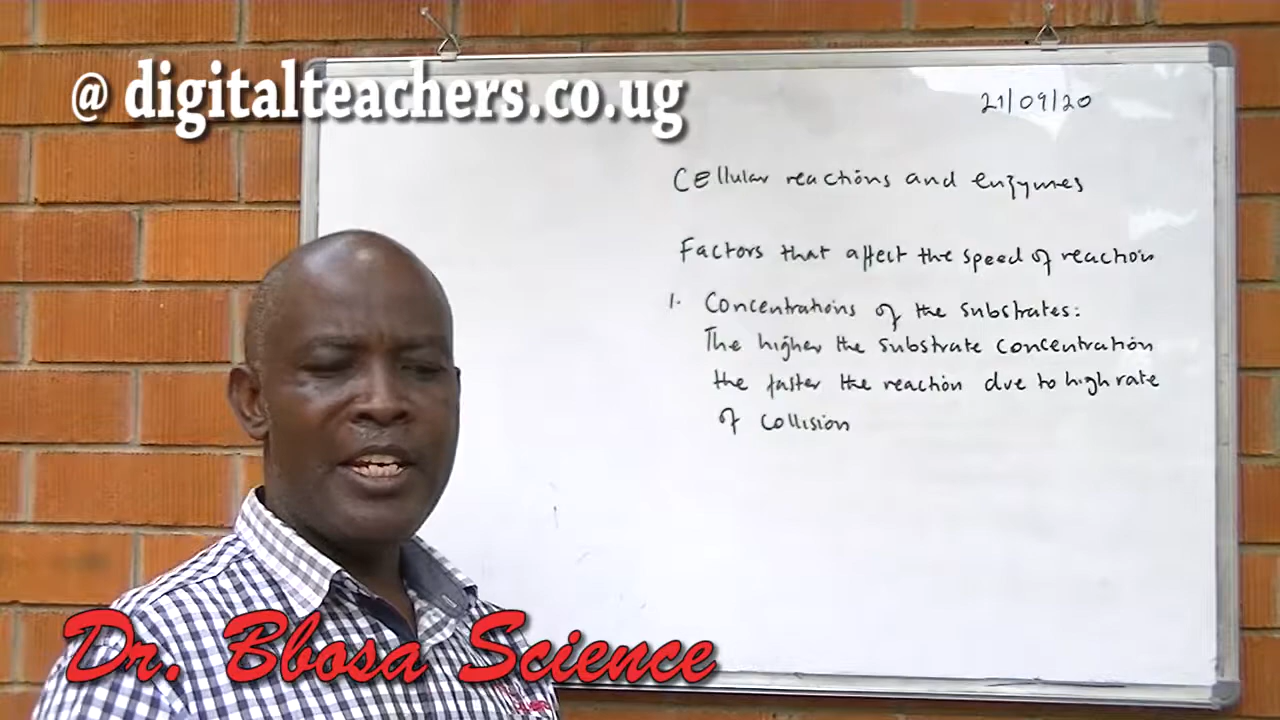 @ digitalteachers.co.ug
21/09/20
Cellular reactions and enzymes
Factors that affect the speed of reaction
1. Concentrations of the substrates:
The higher the substrate concentration
the faster the reaction due to high rate
of collision
Dr. Bbosa Science